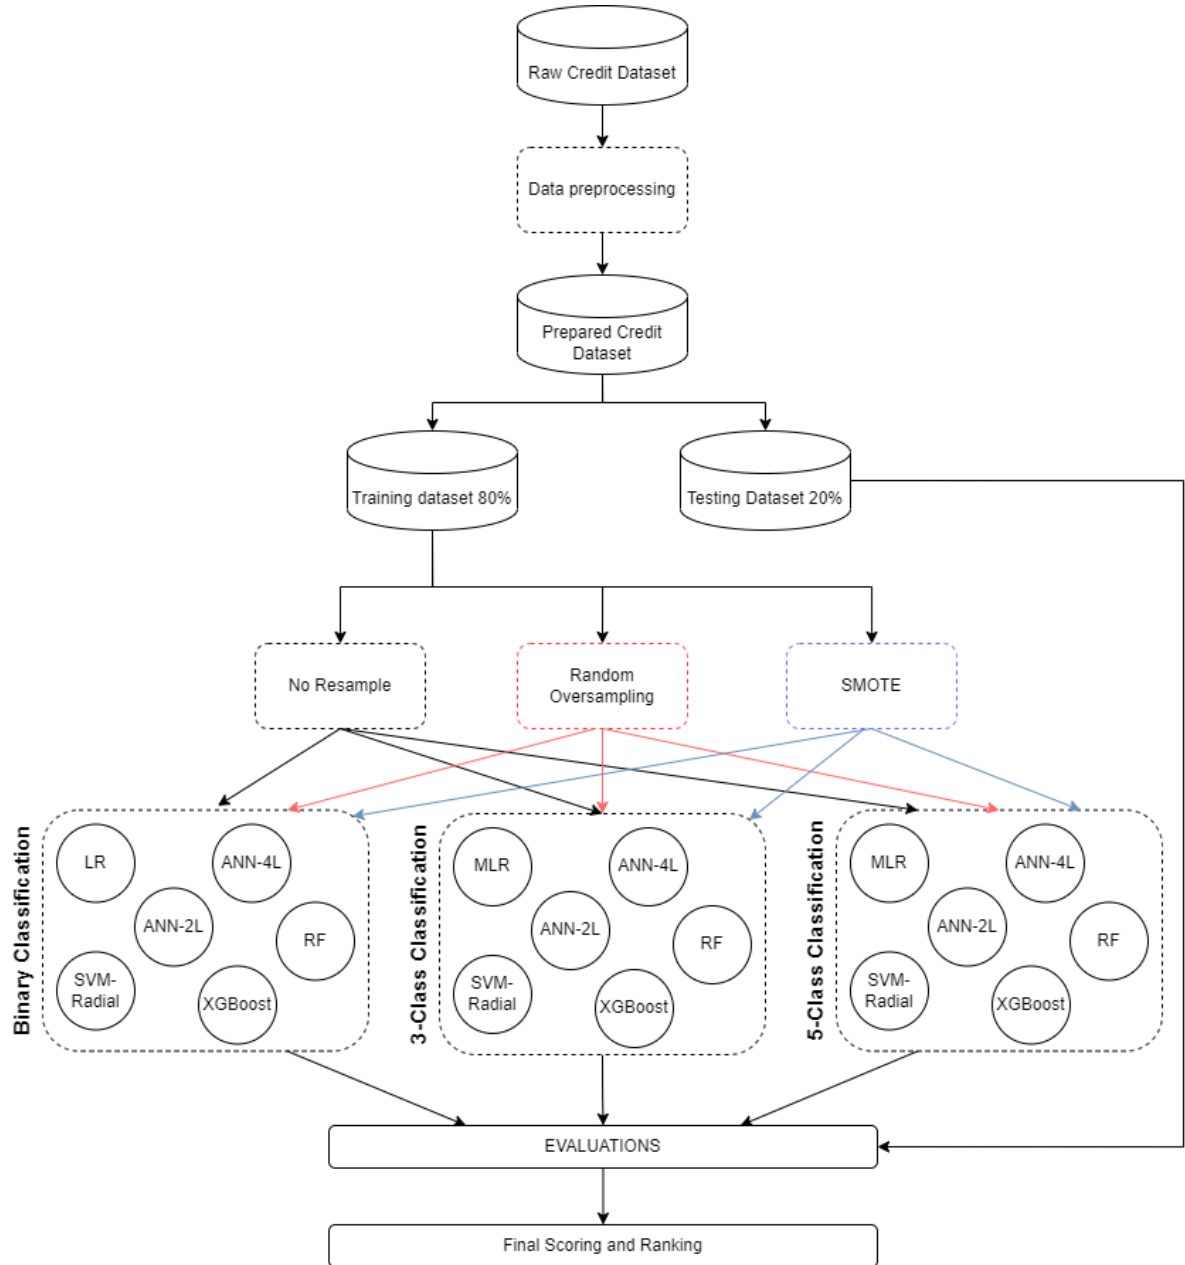 Raw Credit Dataset
Data preprocessing
Prepared Credit
Dataset
Training dataset 80%
Testing Dataset 20%
No Resample
Random
Oversampling
SMOTE
Binary Classification
LR
ANN-4L
ANN-2L
RF
SVM-
Radial
XGBoost
3-Class Classification
MLR
ANN-4L
ANN-2L
RF
SVM-
Radial
XGBoost
5-Class Classification
MLR
ANN-4L
ANN-2L
RF
SVM-
Radial
XGBoost
EVALUATIONS
Final Scoring and Ranking